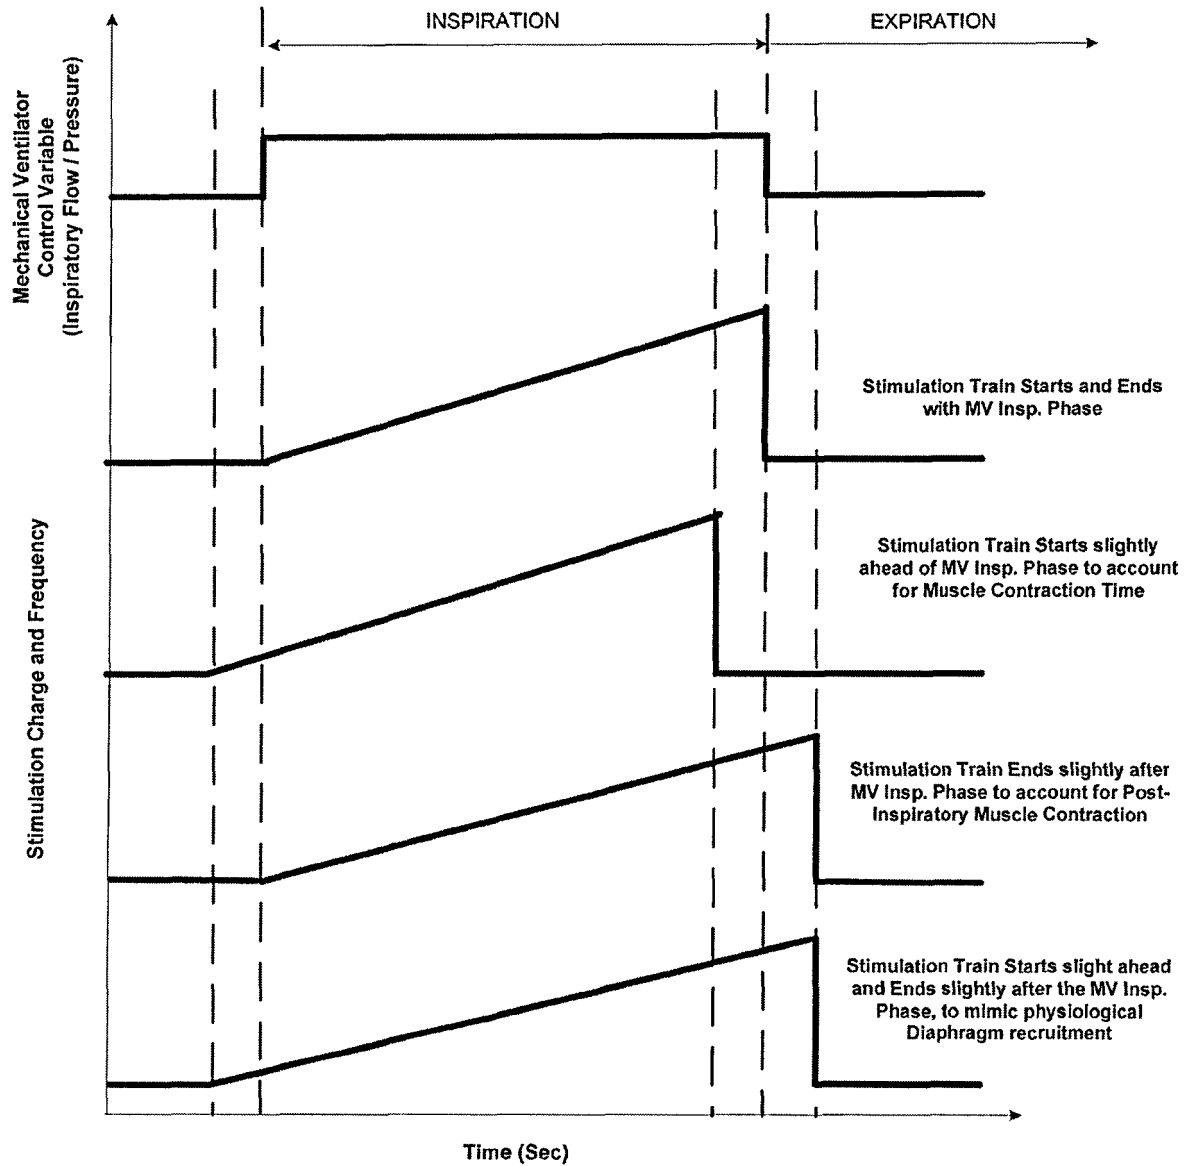 INSPIRATION
EXPIRATION
Mechanical Ventilator
Control Variable
(Inspiratory Flow / Pressure)
Stimulation Train Starts and Ends
with MV Insp. Phase
Stimulation Train Starts slightly
ahead of MV Insp. Phase to account
for Muscle Contraction Time
Stimulation Charge and Frequency
Stimulation Train Ends slightly after
MV Insp. Phase to account for Post-
Inspiratory Muscle Contraction
Stimulation Train Starts slight ahead
and Ends slightly after the MV Insp.
Phase, to mimic physiological
Diaphragm recruitment
Time (Sec)